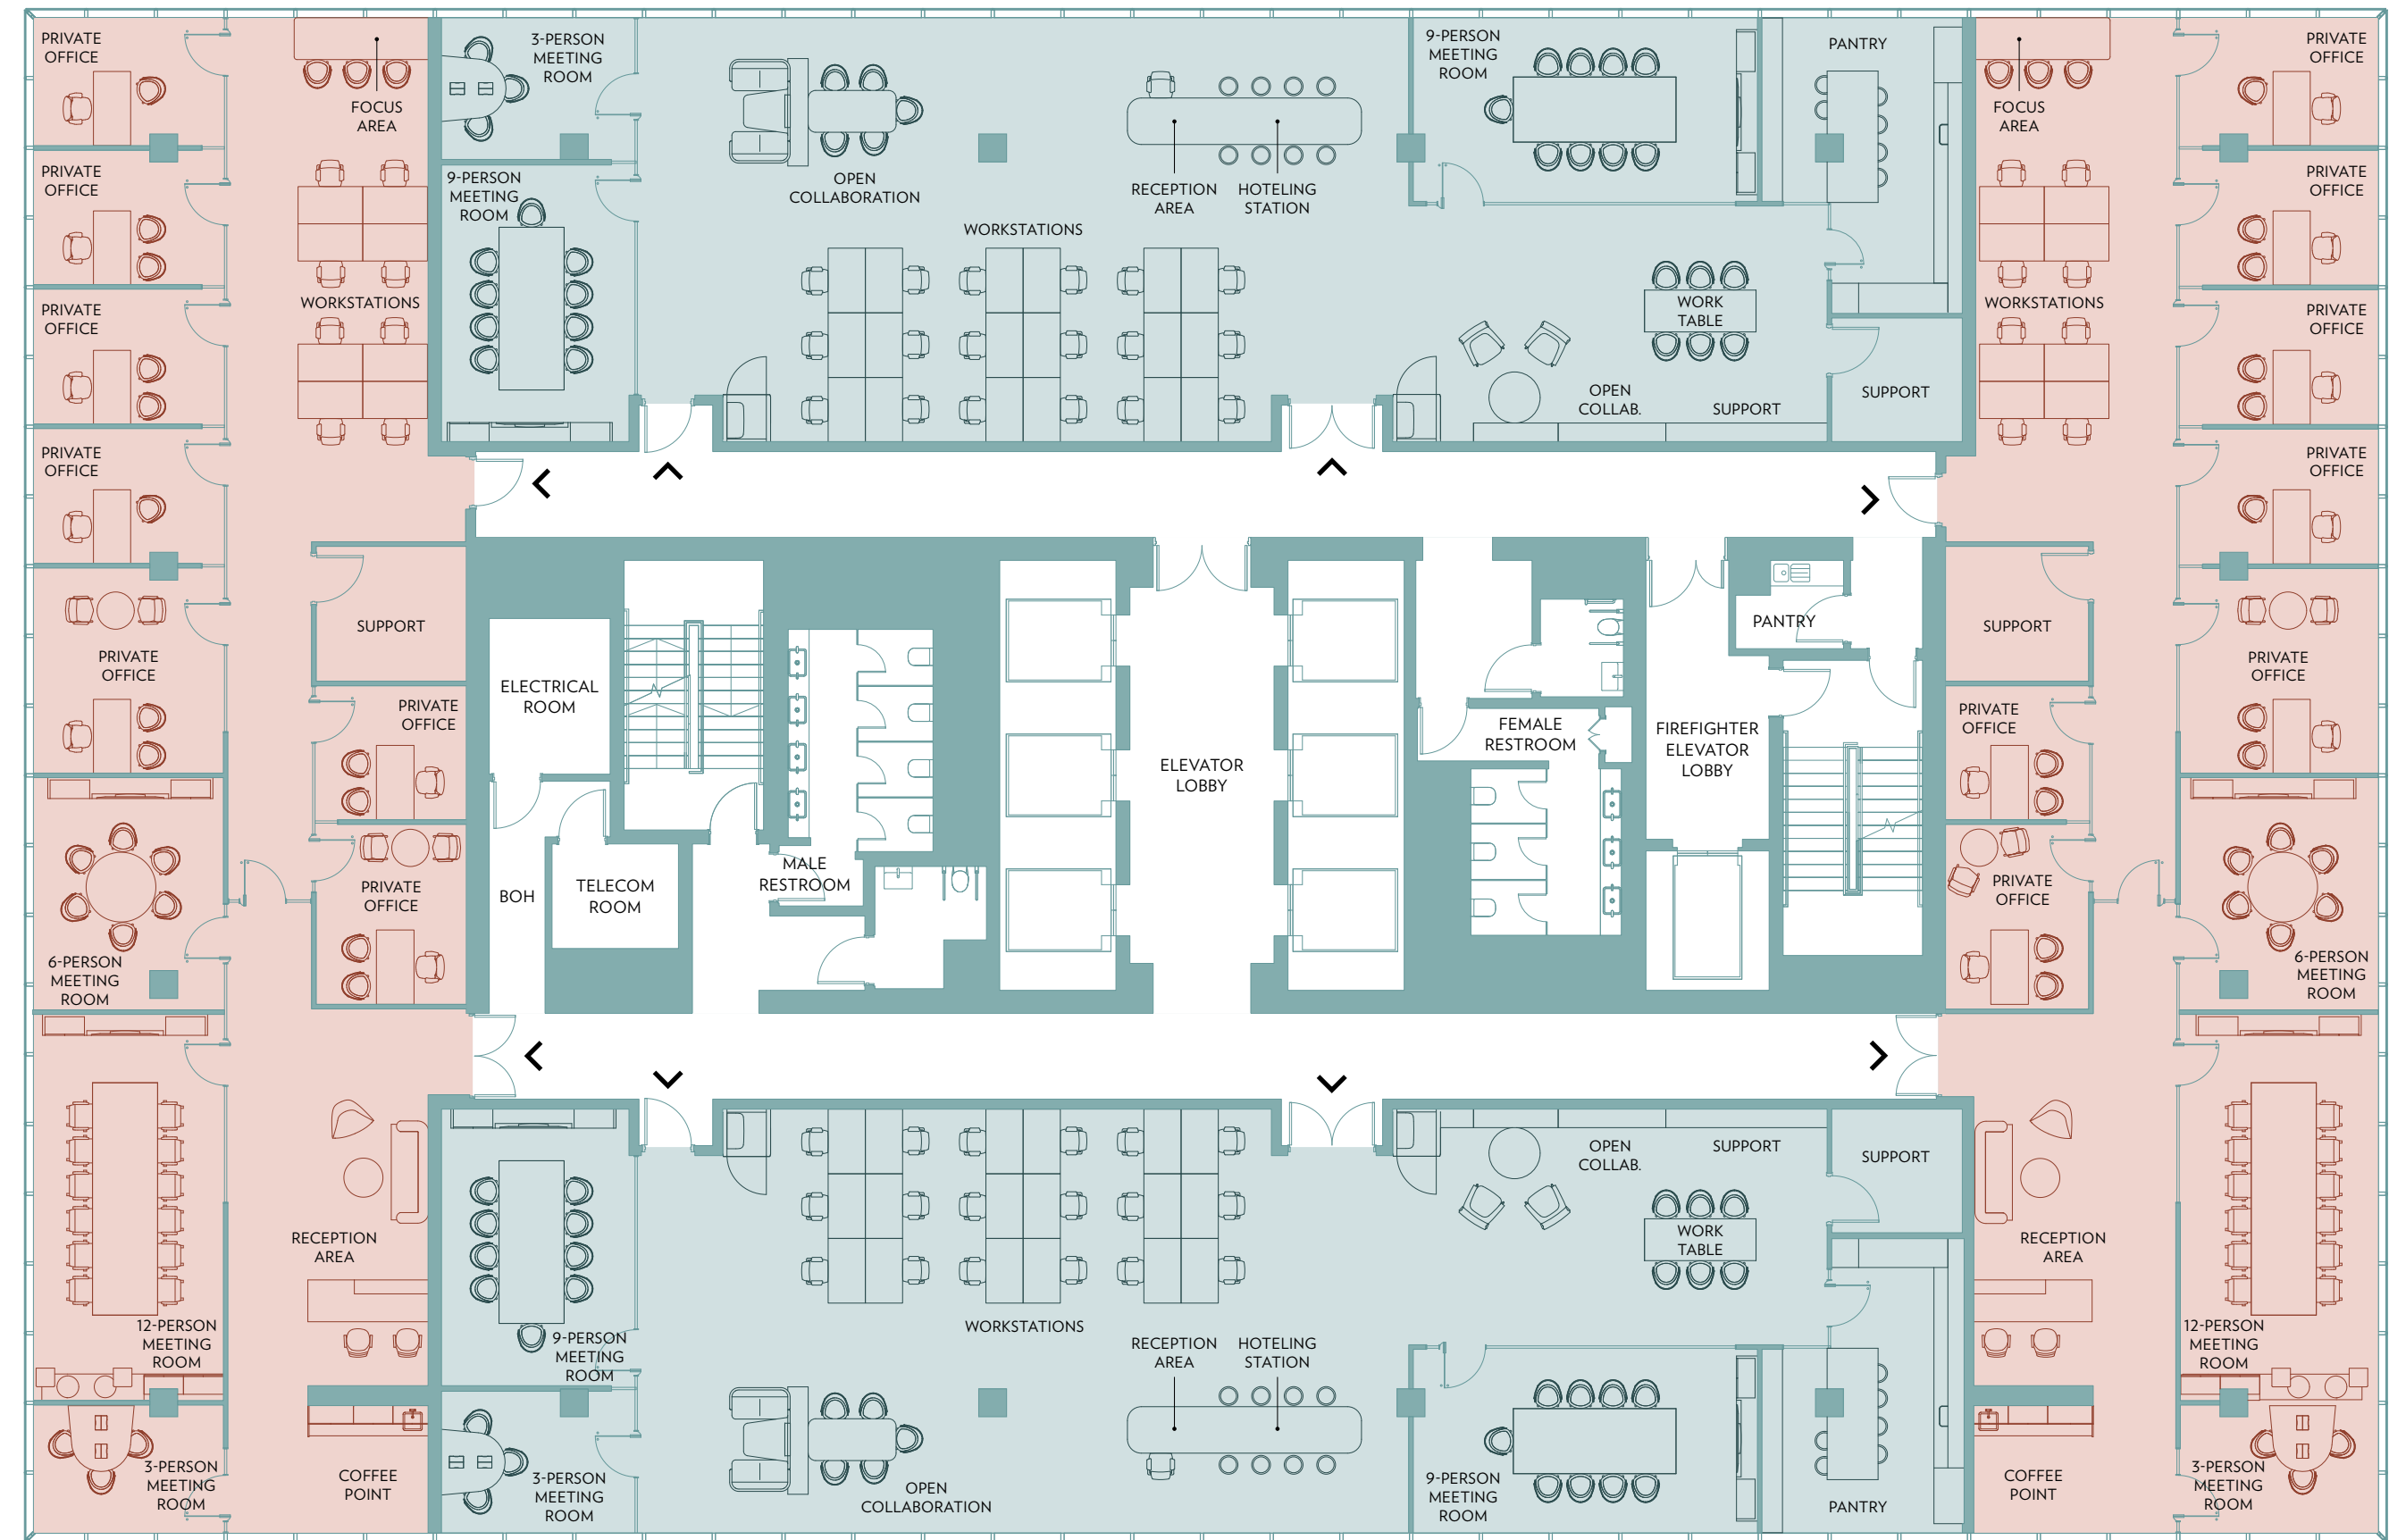 PRIVATE
OFFICE
FOCUS
AREA
3-PERSON
MEETING
ROOM
9-PERSON
MEETING
ROOM
PANTRY
FOCUS
AREA
PRIVATE
OFFICE
PRIVATE
OFFICE
9-PERSON
MEETING
ROOM
OPEN
COLLABORATION
RECEPTION
AREA
HOTELING
STATION
PRIVATE
OFFICE
WORKSTATIONS
PRIVATE
OFFICE
WORKSTATIONS
WORK
TABLE
WORKSTATIONS
PRIVATE
OFFICE
OPEN
COLLAB.
SUPPORT
SUPPORT
PRIVATE
OFFICE
PRIVATE
OFFICE
SUPPORT
PANTRY
SUPPORT
PRIVATE
OFFICE
PRIVATE
OFFICE
ELECTRICAL
ROOM
PRIVATE
OFFICE
FEMALE
RESTROOM
FIREFIGHTER
ELEVATOR
LOBBY
PRIVATE
OFFICE
ELEVATOR
LOBBY
PRIVATE
OFFICE
BOH
TELECOM
ROOM
MALE
RESTROOM
PRIVATE
OFFICE
6-PERSON
MEETING
ROOM
6-PERSON
MEETING
ROOM
OPEN
COLLAB.
SUPPORT
SUPPORT
RECEPTION
AREA
WORK
TABLE
RECEPTION
AREA
12-PERSON
MEETING
ROOM
9-PERSON
MEETING
ROOM
WORKSTATIONS
RECEPTION
AREA
HOTELING
STATION
12-PERSON
MEETING
ROOM
3-PERSON
MEETING
ROOM
COFFEE
POINT
3-PERSON
MEETING
ROOM
OPEN
COLLABORATION
9-PERSON
MEETING
ROOM
PANTRY
COFFEE
POINT
3-PERSON
MEETING
ROOM